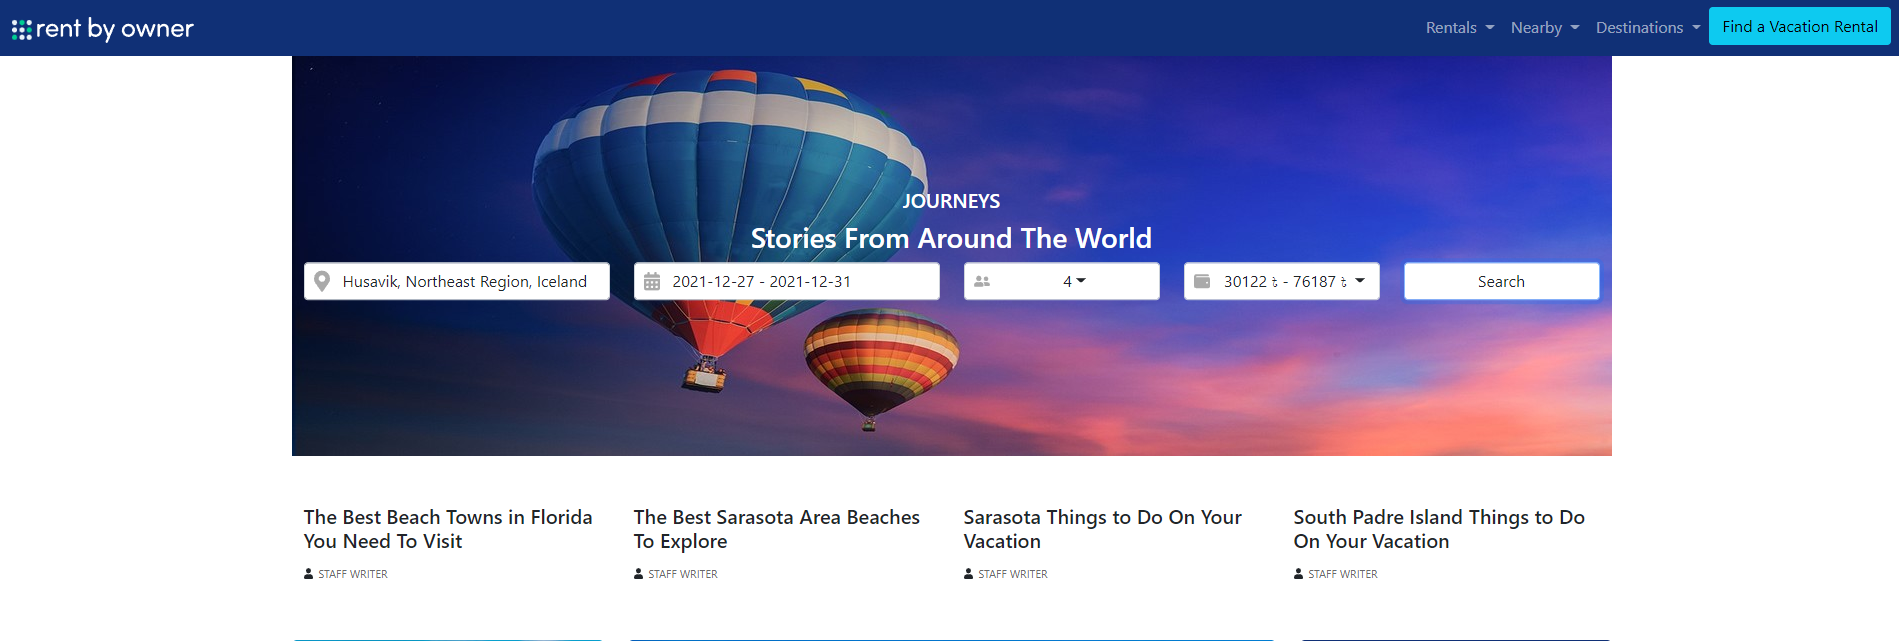 rent by owner
Rentals Nearby Destinations Find a Vacation Rental
JOURNEYS
Stories From Around The World
Husavik, Northeast Region, Iceland 2021-12-27 - 2021-12-31 4 30122 ৳ - 76187 ৳ Search
The Best Beach Towns in Florida
You Need To Visit
STAFF WRITER
The Best Sarasota Area Beaches
To Explore
STAFF WRITER
Sarasota Things to Do On Your
Vacation
STAFF WRITER
South Padre Island Things to Do
On Your Vacation
STAFF WRITER